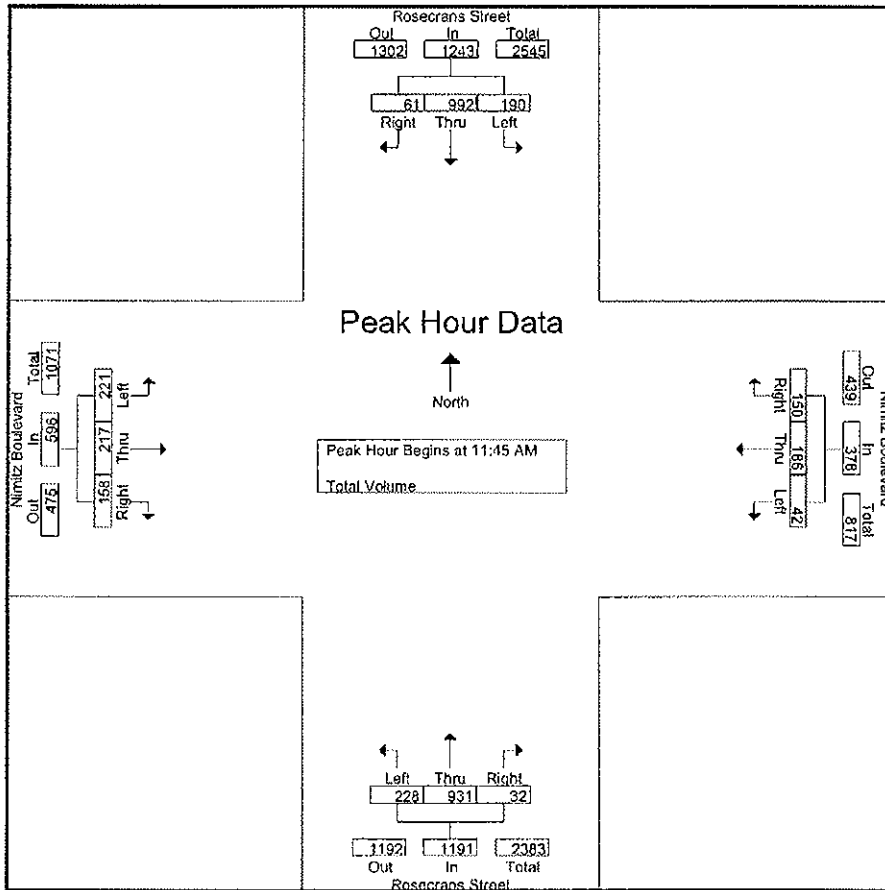 Rosecrans Street
Out In Total
1302 1243 2545
61 992 190
Right Thru Left
Peak Hour Data
North
Peak Hour Begins at 11:45 AM
Total Volume
Nimitz Boulevard
Out In Total
475 596 1071
221 217 158
Left Thru Right
Right Thru Left
150 186 42
Out In Total
439 378 817
Nimitz Boulevard
Left Thru Right
228 931 32
1192 1191 2383
Out In Total
Rosecrans Street